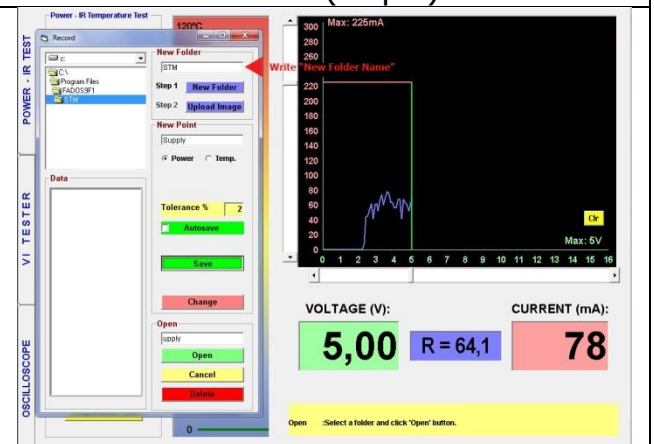 Power - IR Temperature Test
120°C
POWER - IR TEST
VI TESTER
OSCILLOSCOPE
Record
c:
C:\
Program Files
FADOS9F1
STM
Data
New Folder
STM
Step 1 New Folder
Step 2 Upload Image
New Point
Supply
Power Temp.
Tolerance % 2
Autosave
Save
Change
Open
upply
Open
Cancel
Delete
0
Write "New Folder Name"
Max: 225mA
300
280
260
220
200
180
160
140
120
100
80
60
40
20
0
Clr
Max: 5V
0 1 2 3 4 5 6 7 8 9 10 11 12 13 14 15 16
VOLTAGE (V):
CURRENT (mA):
5,00
R = 64,1
78
Open :Select a folder and click 'Open' button.